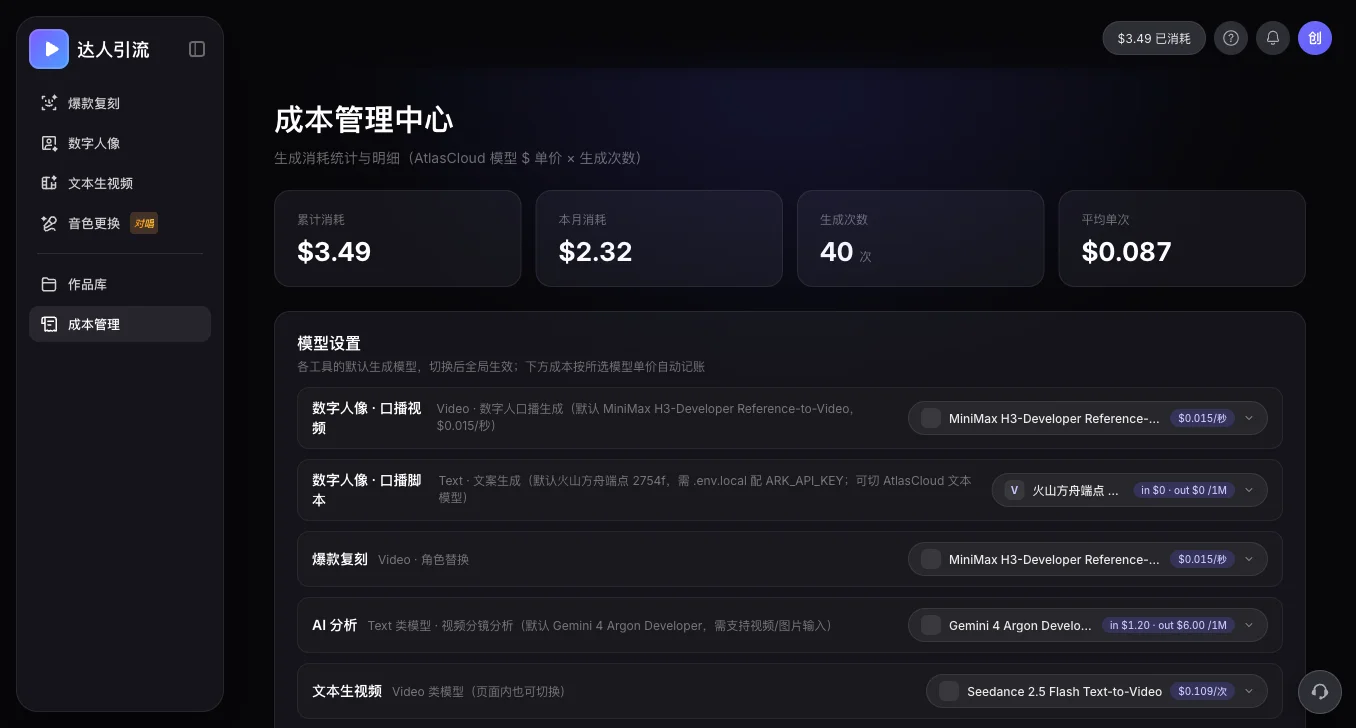 达人引流
$3.49 已消耗
创
爆款复刻
数字人像
文本生视频
音色更换 对唱
作品库
成本管理
成本管理中心
生成消耗统计与明细（AtlasCloud 模型 $ 单价 × 生成次数）
累计消耗
$3.49
本月消耗
$2.32
生成次数
40 次
平均单次
$0.087
模型设置
各工具的默认生成模型，切换后全局生效；下方成本按所选模型单价自动记账
数字人像 · 口播视
频
Video · 数字人口播生成（默认 MiniMax H3-Developer Reference-to-Video，
$0.015/秒）
MiniMax H3-Developer Reference-... $0.015/秒
数字人像 · 口播脚
本
Text · 文案生成（默认火山方舟端点 2754f，需 .env.local 配 ARK_API_KEY；可切 AtlasCloud 文本
模型）
V 火山方舟端点 ... in $0 · out $0 /1M
爆款复刻 Video · 角色替换
MiniMax H3-Developer Reference-... $0.015/秒
AI 分析 Text 类模型 · 视频分镜分析（默认 Gemini 4 Argon Developer，需支持视频/图片输入）
Gemini 4 Argon Develo... in $1.20 · out $6.00 /1M
文本生视频 Video 类模型（页面内也可切换）
Seedance 2.5 Flash Text-to-Video $0.109/次